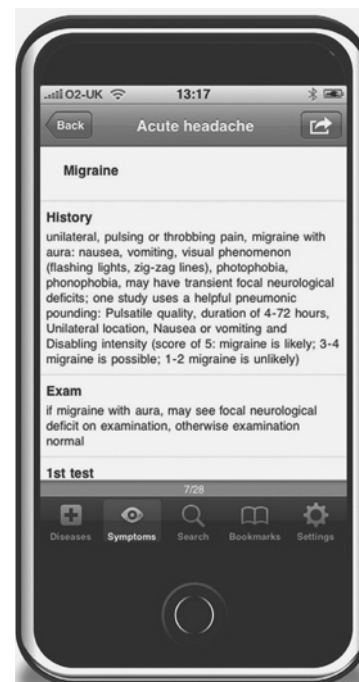 O2-UK 13:17
Back Acute headache
Migraine
History
unilateral, pulsing or throbbing pain, migraine with
aura: nausea, vomiting, visual phenomenon
(flashing lights, zig-zag lines), photophobia,
phonophobia, may have transient focal neurological
deficits; one study uses a helpful pneumonic
pounding: Pulsatile quality, duration of 4-72 hours,
Unilateral location, Nausea or vomiting and
Disabling intensity (score of 5: migraine is likely; 3-4
migraine is possible; 1-2 migraine is unlikely)
Exam
if migraine with aura, may see focal neurological
deficit on examination, otherwise examination
normal
1st test
7/28
Diseases Symptoms Search Bookmarks Settings